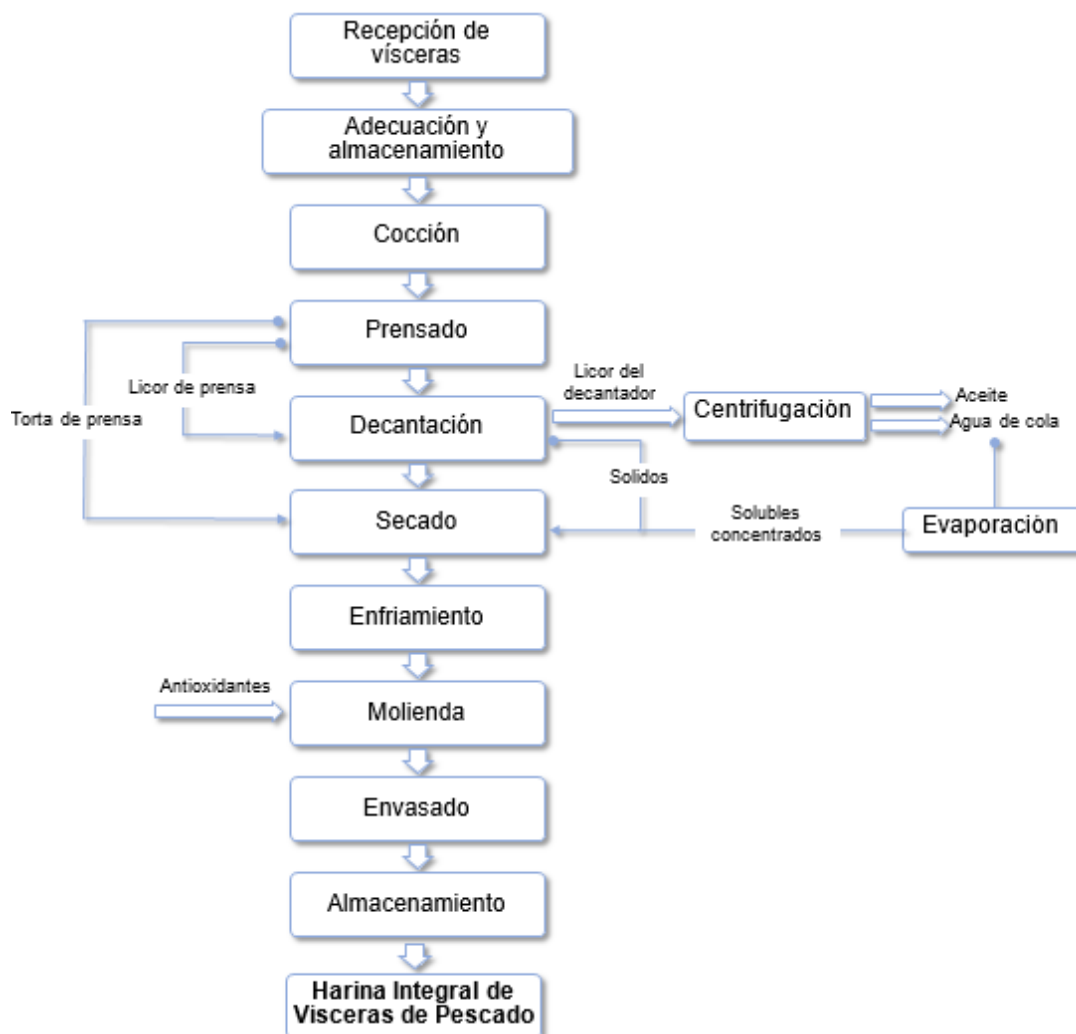 Recepción de
vísceras
Adecuación y
almacenamiento
Cocción
Prensado
Licor de prensa
Torta de prensa
Decantación
Licor del
decantador
Centrifugación
Aceite
Agua de cola
Solidos
Secado
Solubles
concentrados
Evaporación
Enfriamiento
Antioxidantes
Molienda
Envasado
Almacenamiento
Harina Integral de
Visceras de Pescado